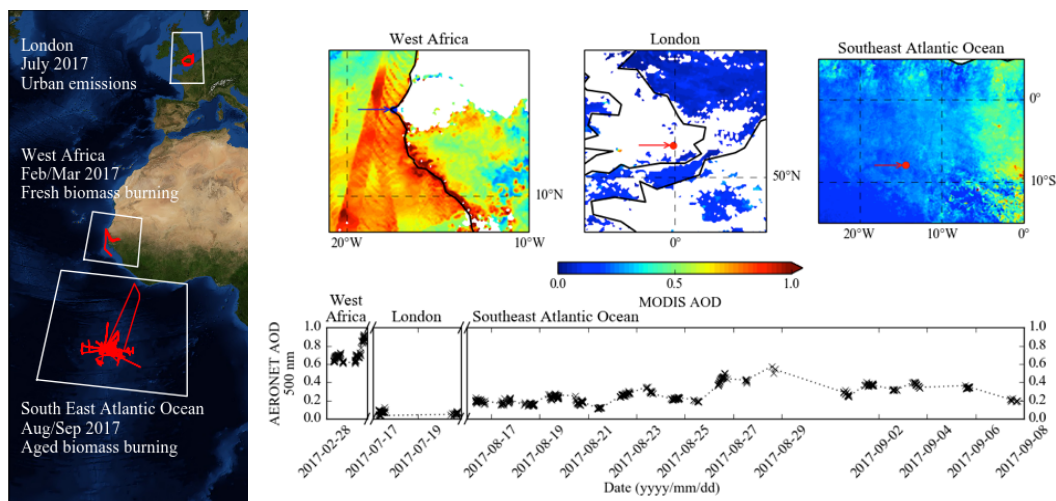 London
July 2017
Urban emissions
West Africa
Feb/Mar 2017
Fresh biomass burning
South East Atlantic Ocean
Aug/Sep 2017
Aged biomass burning
West Africa
London
Southeast Atlantic Ocean
10°N
20°W
10°W
50°N
0°
0°
10°S
20°W
10°W
0°
0.0
0.5
1.0
MODIS AOD
West
Africa
London
Southeast Atlantic Ocean
AERONET AOD
500 nm
1.0
0.8
0.6
0.4
0.2
0.0
1.0
0.8
0.6
0.4
0.2
0.0
2017-02-28
2017-07-17
2017-07-19
2017-08-17
2017-08-19
2017-08-21
2017-08-23
2017-08-25
2017-08-27
2017-08-29
2017-09-02
2017-09-04
2017-09-06
2017-09-08
Date (yyyy/mm/dd)